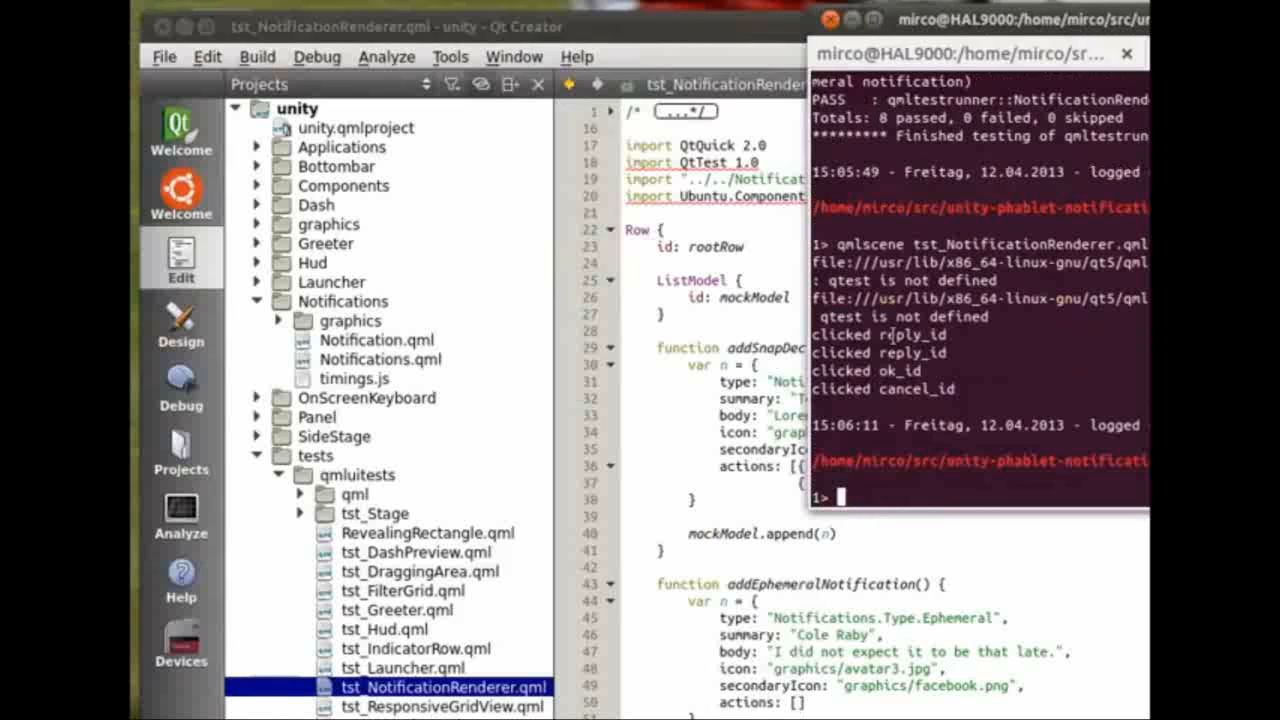 tst_NotificationRenderer.qml - unity - Qt Creator
File Edit Build Debug Analyze Tools Window Help
Projects
tst_NotificationRender
Welcome
Welcome
Edit
Design
Debug
Projects
Analyze
Help
Devices
unity
unity.qmlproject
Applications
Bottombar
Components
Dash
graphics
Greeter
Hud
Launcher
Notifications
graphics
Notification.qml
Notifications.qml
timings.js
OnScreenKeyboard
Panel
SideStage
tests
qmluitests
qml
tst_Stage
RevealingRectangle.qml
tst_DashPreview.qml
tst_DraggingArea.qml
tst_FilterGrid.qml
tst_Greeter.qml
tst_Hud.qml
tst_IndicatorRow.qml
tst_Launcher.qml
tst_NotificationRenderer.qml
tst_ResponsiveGridView.qml
1 /* ...*/
16
17 import QtQuick 2.0
18 import QtTest 1.0
19 import "../../Notificat
20 import Ubuntu.Component
21
22 Row {
23 id: rootRow
24
25 ListModel {
26 id: mockModel
27 }
28
29 function addSnapDec
30 var n = {
31 type: "Noti
32 summary: "T
33 body: "Lore
34 icon: "grap
35 secondaryIco
36 actions: [{
37 {
38 }
39
40 mockModel.append(n)
41 }
42
43 function addEphemeralNotification() {
44 var n = {
45 type: "Notifications.Type.Ephemeral",
46 summary: "Cole Raby",
47 body: "I did not expect it to be that late.",
48 icon: "graphics/avatar3.jpg",
49 secondaryIcon: "graphics/facebook.png",
50 actions: []
}
mirco@HAL9000:/home/mirco/src/un
mirco@HAL9000:/home/mirco/sr...
meral notification)
PASS : qmltestrunner::NotificationRend
Totals: 8 passed, 0 failed, 0 skipped
********* Finished testing of qmltestrun
15:05:49 - Freitag, 12.04.2013 - logged
/home/mirco/src/unity-phablet-notificati
1> qmlscene tst_NotificationRenderer.qml
file:///usr/lib/x86_64-linux-gnu/qt5/qml
: qtest is not defined
file:///usr/lib/x86_64-linux-gnu/qt5/qml
qtest is not defined
clicked reply_id
clicked reply_id
clicked ok_id
clicked cancel_id
15:06:11 - Freitag, 12.04.2013 - logged
/home/mirco/src/unity-phablet-notificati
1>